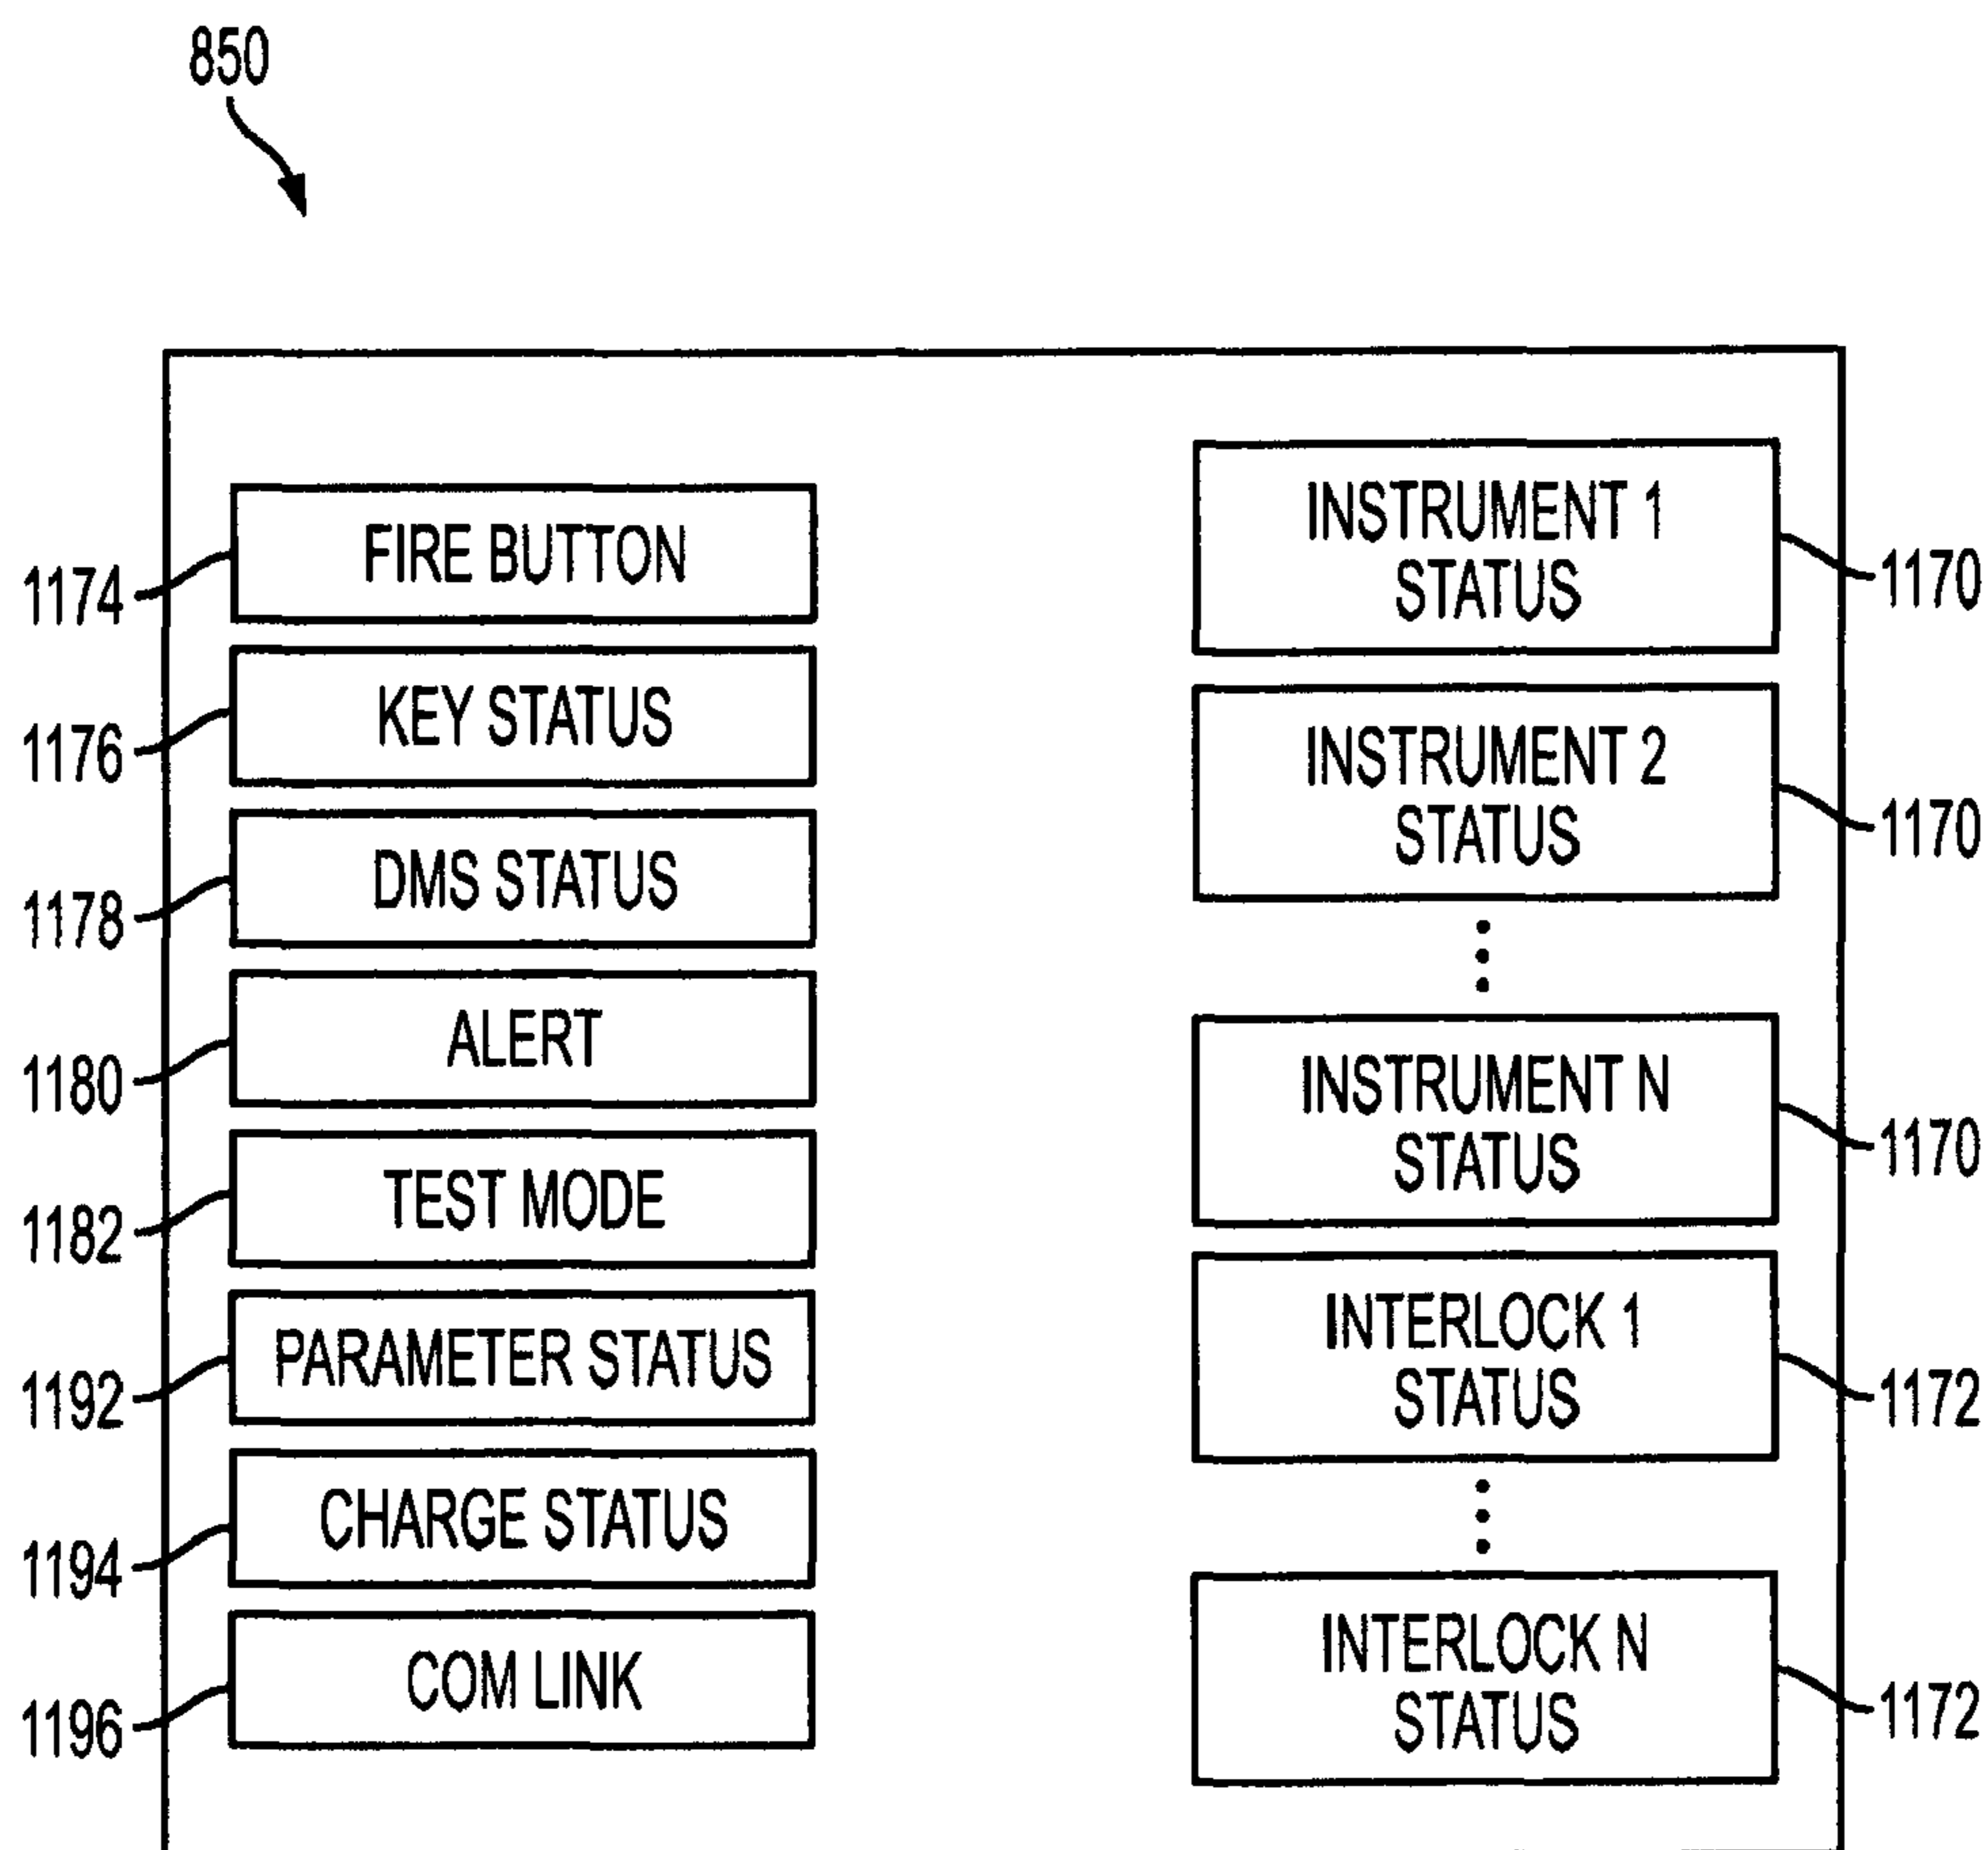 850
1174
FIRE BUTTON
1176
KEY STATUS
1178
DMS STATUS
1180
ALERT
1182
TEST MODE
1192
PARAMETER STATUS
1194
CHARGE STATUS
1196
COM LINK
INSTRUMENT 1
STATUS
1170
INSTRUMENT 2
STATUS
1170
INSTRUMENT N
STATUS
1170
INTERLOCK 1
STATUS
1172
INTERLOCK N
STATUS
1172